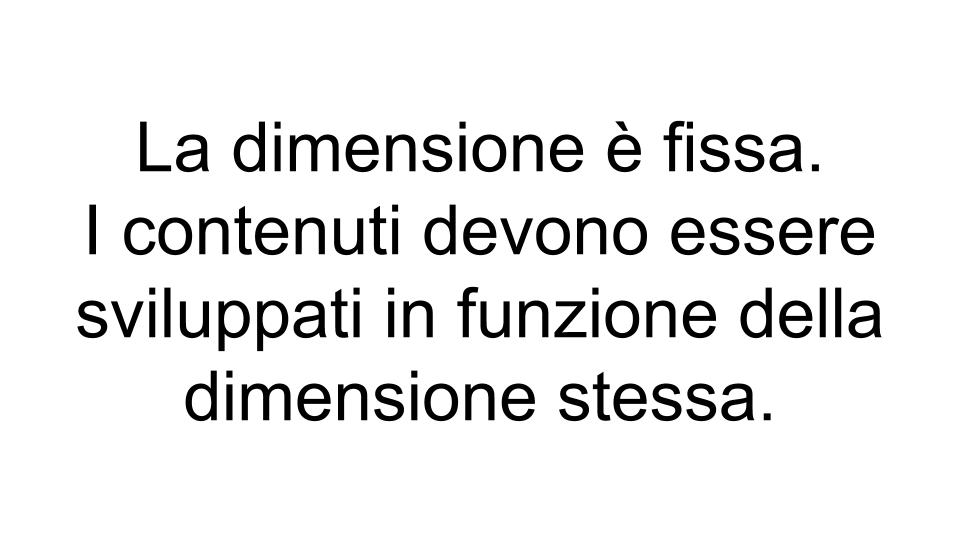 La dimensione è fissa.
I contenuti devono essere
sviluppati in funzione della
dimensione stessa.